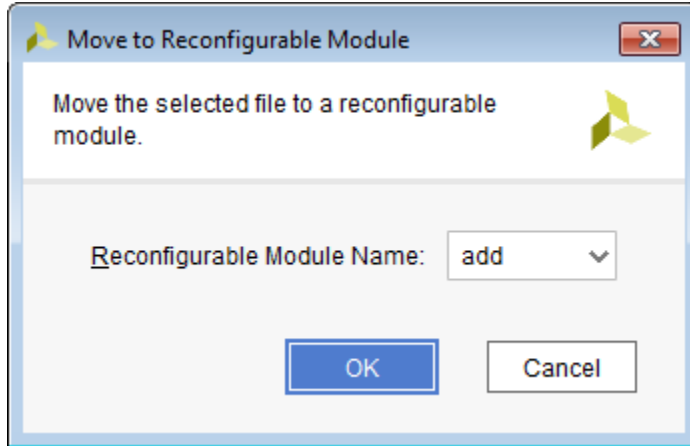 Move to Reconfigurable Module
Move the selected file to a reconfigurable
module.
Reconfigurable Module Name: add
OK Cancel